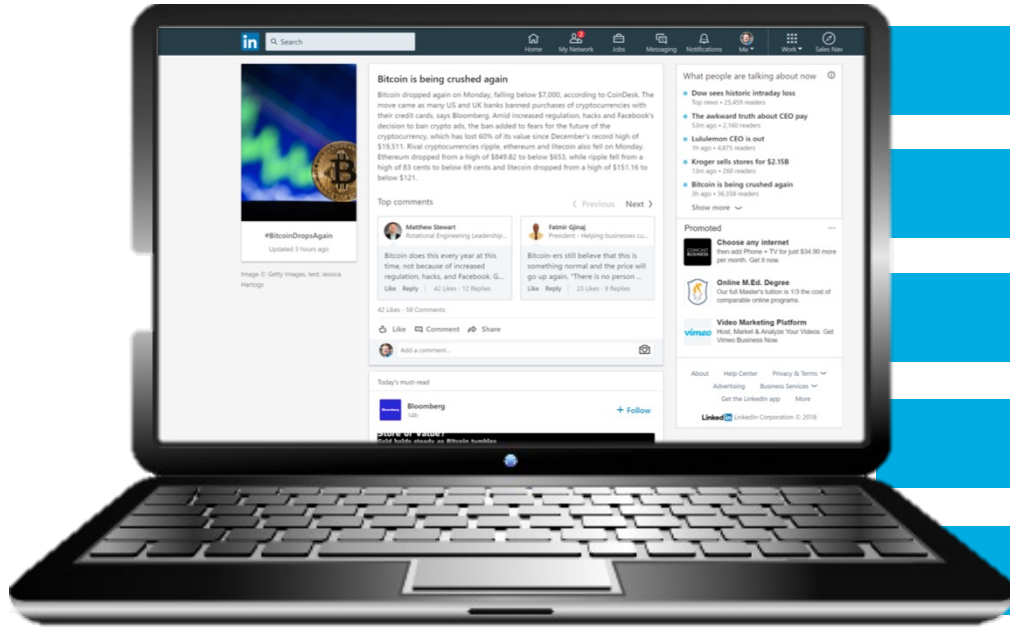 in
Search
Home
My Network
2
Jobs
Messaging
Notifications
Me
Work
Sales Nav
#BitcoinDropsAgain
Updated 3 hours ago
Image © Getty Images, text: Jessica
Hartogs
Bitcoin is being crushed again
Bitcoin dropped again on Monday, falling below $7,000, according to CoinDesk. The
move came as many US and UK banks banned purchases of cryptocurrencies with
their credit cards, says Bloomberg. Amid increased regulation, hacks and Facebook's
decision to ban crypto ads, the ban added to fears for the future of the
cryptocurrency, which has lost 60% of its value since December's record high of
$19,511. Rival cryptocurrencies ripple, ethereum and litecoin also fell on Monday.
Ethereum dropped from a high of $849.82 to below $653, while ripple fell from a
high of 83 cents to below 69 cents and litecoin dropped from a high of $151.16 to
below $121.
Top comments
Previous Next
Matthew Stewart
Rotational Engineering Leadership...
Bitcoin does this every year at this
time, not because of increased
regulation, hacks, and Facebook. G...
Like Reply 42 Likes · 12 Replies
Fatmir Gjinaj
President - Helping businesses cu...
Bitcoin-ers still believe that this is
something normal and the price will
go up again. "There is no person ...
Like Reply 23 Likes · 9 Replies
42 Likes · 58 Comments
Like Comment Share
Add a comment...
Today's must-read
Bloomberg
14h
+ Follow
Store of Value?
Gold holds steady as Bitcoin tumbles
What people are talking about now
Dow sees historic intraday loss
Top news • 25,459 readers
The awkward truth about CEO pay
53m ago • 2,160 readers
Lululemon CEO is out
1h ago • 4,875 readers
Kroger sells stores for $2.15B
13m ago • 260 readers
Bitcoin is being crushed again
3h ago • 36,358 readers
Show more
Promoted
COMCAST
BUSINESS
Choose any internet
then add Phone + TV for just $34.90 more
per month. Get it now.
Online M.Ed. Degree
Our full Master's tuition is 1/3 the cost of
comparable online programs.
vimeo
Video Marketing Platform
Host, Market & Analyze Your Videos. Get
Vimeo Business Now.
About Help Center Privacy & Terms
Advertising Business Services
Get the LinkedIn app More
Linkedin LinkedIn Corporation © 2018